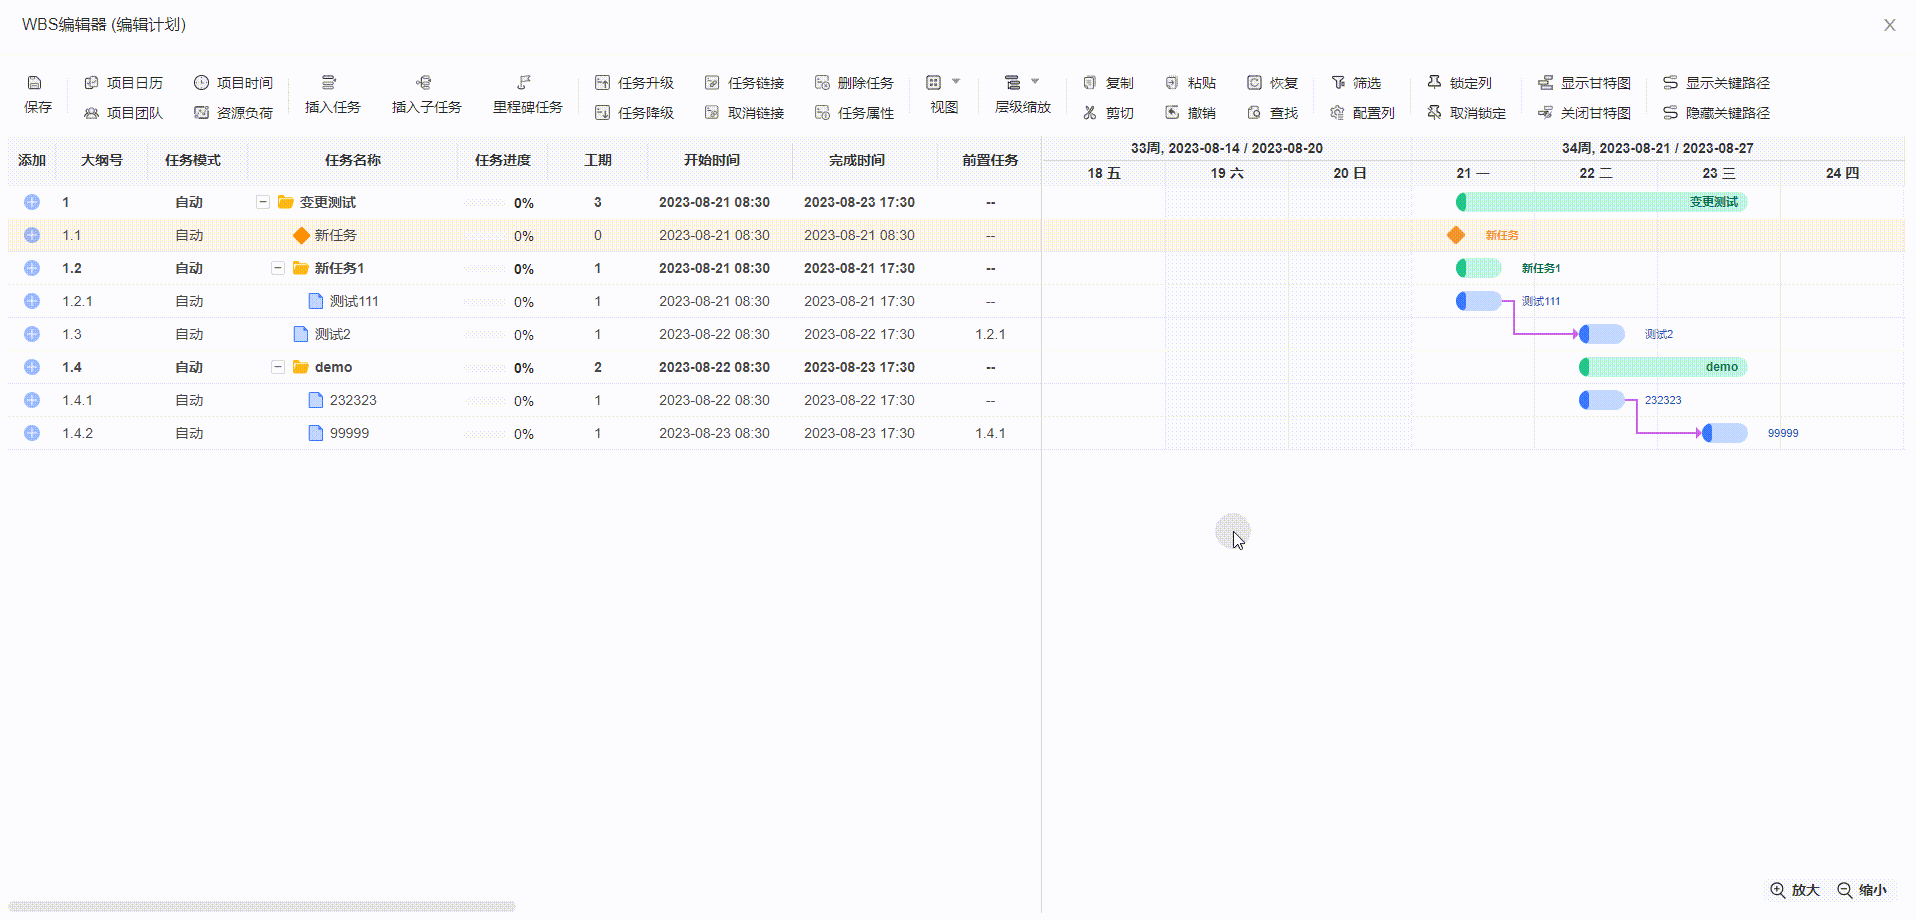 WBS编辑器 (编辑计划)
保存 项目日历 项目时间 插入任务 插入子任务 里程碑任务 任务升级 任务链接 删除任务 视图 层级缩放 复制 粘贴 恢复 筛选 锁定列 显示甘特图 显示关键路径
项目团队 资源负荷 任务降级 取消链接 任务属性 剪切 撤销 查找 配置列 取消锁定 关闭甘特图 隐藏关键路径
添加 大纲号 任务模式 任务名称 任务进度 工期 开始时间 完成时间 前置任务
33周, 2023-08-14 / 2023-08-20 34周, 2023-08-21 / 2023-08-27
18 五 19 六 20 日 21 一 22 二 23 三 24 四
1 自动 变更测试 0% 3 2023-08-21 08:30 2023-08-23 17:30 -- 变更测试
1.1 自动 新任务 0% 0 2023-08-21 08:30 2023-08-21 08:30 -- 新任务
1.2 自动 新任务1 0% 1 2023-08-21 08:30 2023-08-21 17:30 -- 新任务1
1.2.1 自动 测试111 0% 1 2023-08-21 08:30 2023-08-21 17:30 -- 测试111
1.3 自动 测试2 0% 1 2023-08-22 08:30 2023-08-22 17:30 1.2.1 测试2
1.4 自动 demo 0% 2 2023-08-22 08:30 2023-08-23 17:30 -- demo
1.4.1 自动 232323 0% 1 2023-08-22 08:30 2023-08-22 17:30 -- 232323
1.4.2 自动 99999 0% 1 2023-08-23 08:30 2023-08-23 17:30 1.4.1 99999
放大 缩小